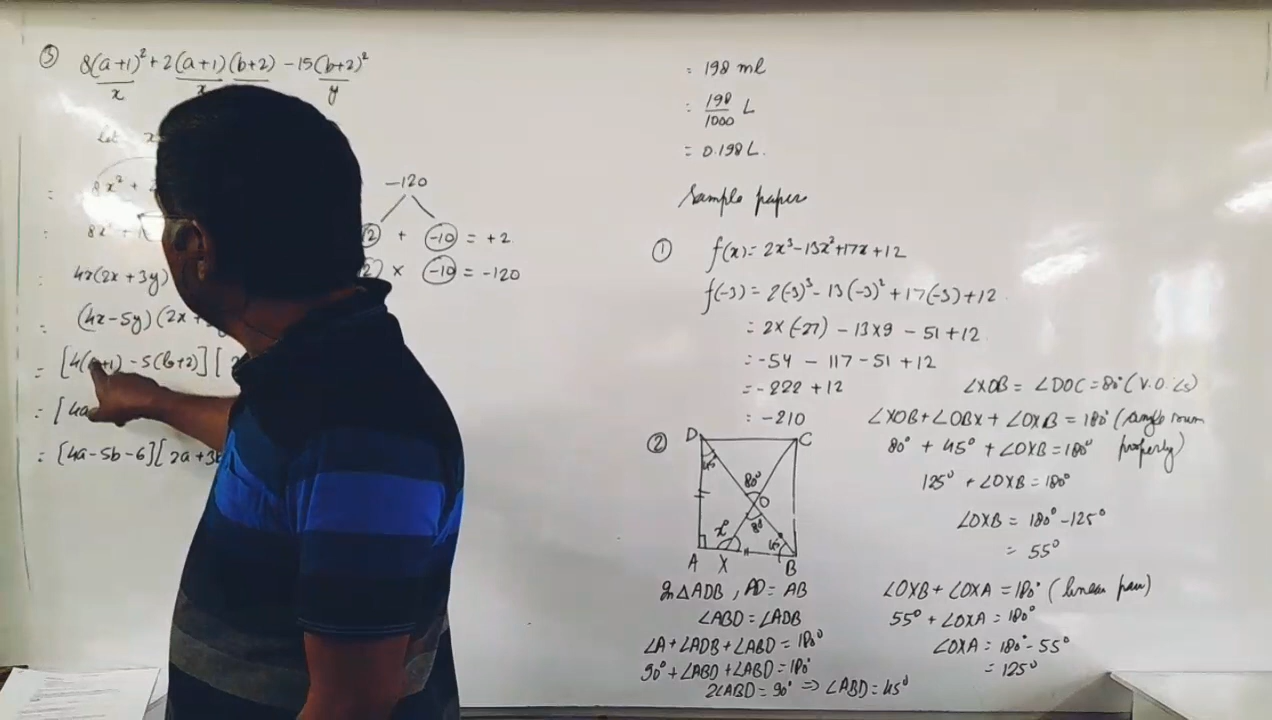 ③ 8(a+1)² + 2(a+1)(b+2) - 15(b+2)²
x x y
let x
= 8x² +
: 8x² + 1
: 4x(2x + 3y)
: (4x - 5y)(2x +
= [4(a+1) - 5(b+2)][2
= [4a
= [4a - 5b - 6][2a + 3b
-120
+ (-10) = +2
× (-10) = -120
= 198 ml
= 198/1000 L
= 0.198 L.
Sample paper
① f(x) = 2x³ - 13x² + 17x + 12
f(-3) = 2(-3)³ - 13(-3)² + 17(-3) + 12
= 2×(-27) - 13×9 - 51 + 12
= -54 - 117 - 51 + 12
= -222 + 12
= -210
②
D C
45° 80°
O
x° 80° 45°
A X B
In △ADB, AD = AB
∠ABD = ∠ADB
∠A + ∠ADB + ∠ABD = 180°
90° + ∠ABD + ∠ABD = 180°
2∠ABD = 90° ⇒ ∠ABD = 45°
∠XOB = ∠DOC = 80° (V.O.∠s)
∠XOB + ∠OBX + ∠OXB = 180° (angle sum
80° + 45° + ∠OXB = 180° property)
125° + ∠OXB = 180°
∠OXB = 180° - 125°
= 55°
∠OXB + ∠OXA = 180° (linear pair)
55° + ∠OXA = 180°
∠OXA = 180° - 55°
= 125°